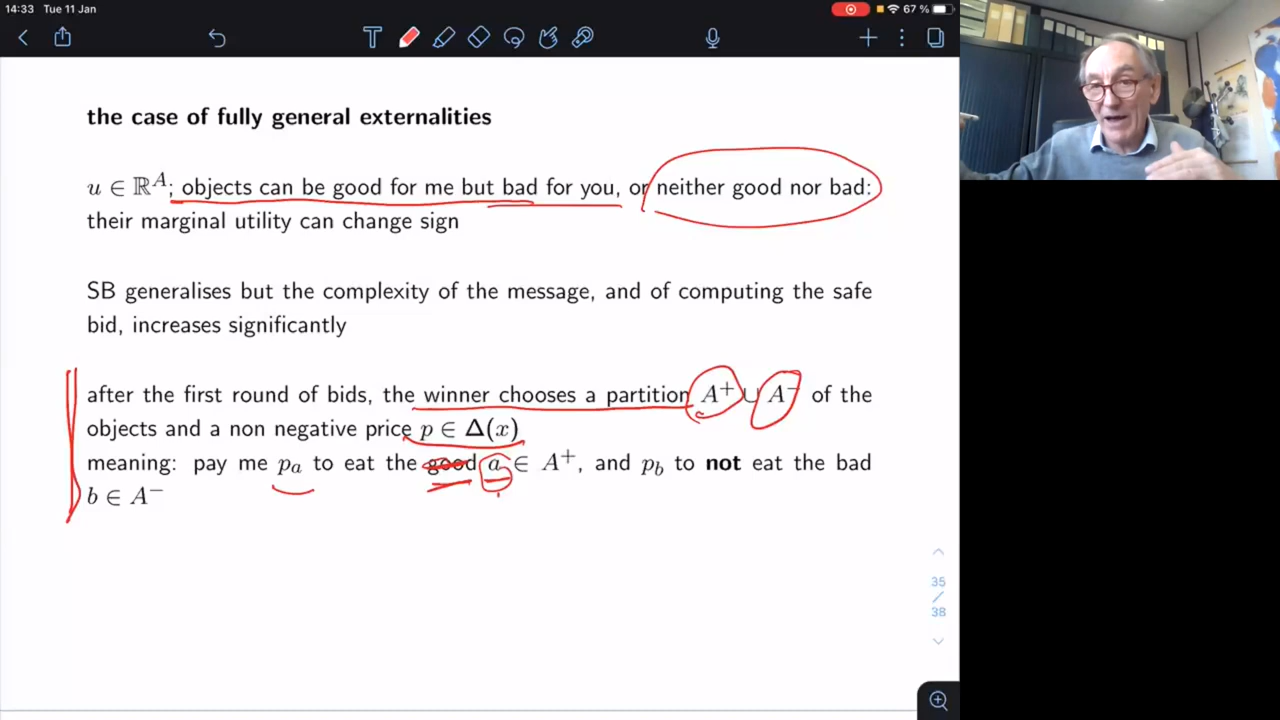 14:33 Tue 11 Jan
67 %
the case of fully general externalities
u ∈ ℝᴬ; objects can be good for me but bad for you, or neither good nor bad:
their marginal utility can change sign
SB generalises but the complexity of the message, and of computing the safe
bid, increases significantly
after the first round of bids, the winner chooses a partition A⁺ ∪ A⁻ of the
objects and a non negative price p ∈ Δ(x)
meaning: pay me pₐ to eat the good a ∈ A⁺, and p_b to not eat the bad
b ∈ A⁻
35
/
38